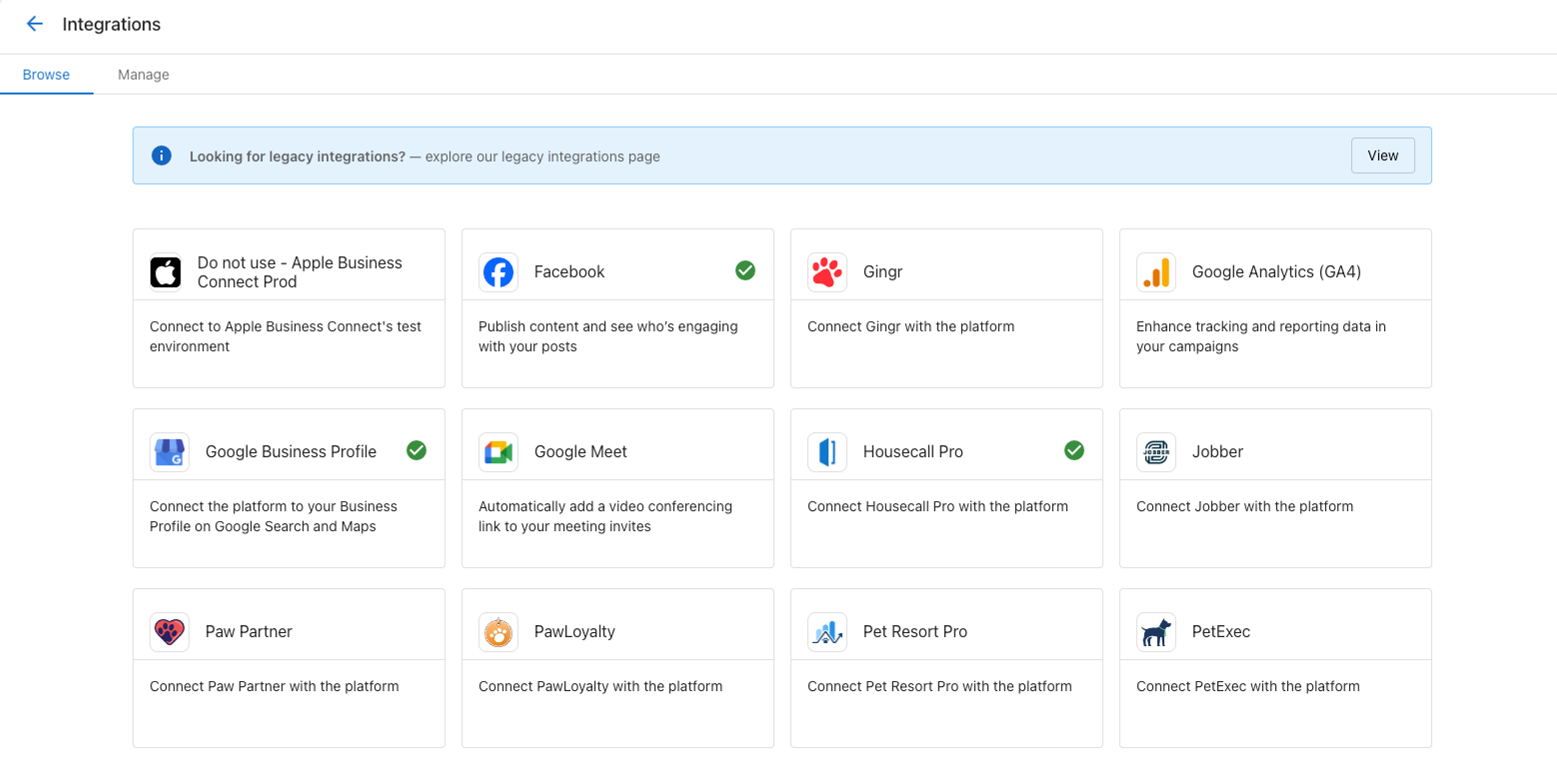 Integrations
Browse
Manage
Looking for legacy integrations? — explore our legacy integrations page
View
Do not use - Apple Business
Connect Prod
Connect to Apple Business Connect's test
environment
Facebook
Publish content and see who's engaging
with your posts
Gingr
Connect Gingr with the platform
Google Analytics (GA4)
Enhance tracking and reporting data in
your campaigns
G
Google Business Profile
Connect the platform to your Business
Profile on Google Search and Maps
Google Meet
Automatically add a video conferencing
link to your meeting invites
Housecall Pro
Connect Housecall Pro with the platform
JOBBER
Jobber
Connect Jobber with the platform
Paw Partner
Connect Paw Partner with the platform
PawLoyalty
Connect PawLoyalty with the platform
Pet Resort Pro
Connect Pet Resort Pro with the platform
PetExec
Connect PetExec with the platform